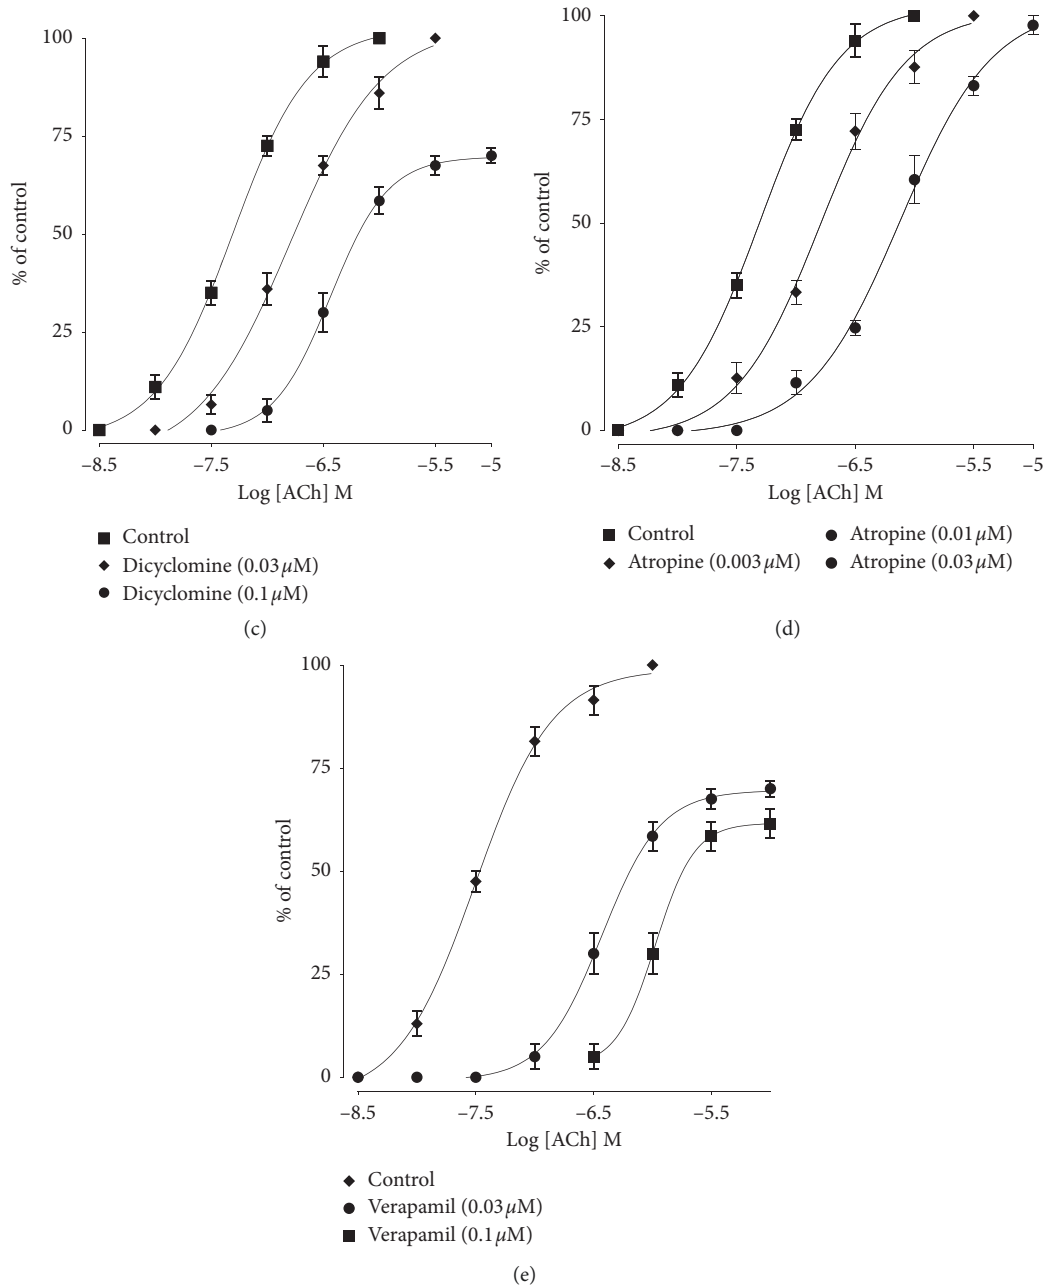 100
75
50
25
0
% of control
–8.5 –7.5 –6.5 –5.5 –5
Log [ACh] M
Control
Dicyclomine (0.03 µM)
Dicyclomine (0.1 µM)
(c)
100
75
50
25
0
% of control
–8.5 –7.5 –6.5 –5.5 –5
Log [ACh] M
Control
Atropine (0.003 µM)
Atropine (0.01 µM)
Atropine (0.03 µM)
(d)
100
75
50
25
0
% of control
–8.5 –7.5 –6.5 –5.5
Log [ACh] M
Control
Verapamil (0.03 µM)
Verapamil (0.1 µM)
(e)